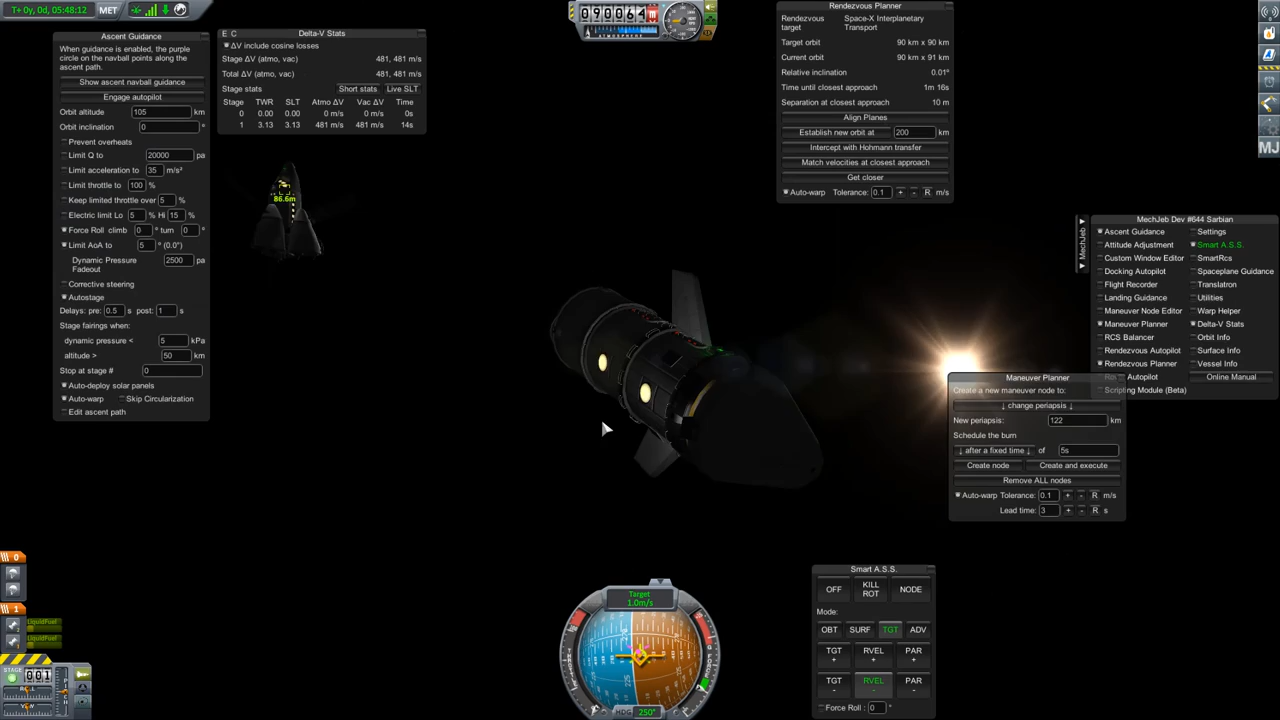 T+ 0y, 0d, 05:48:12
MET
090064
ATMOSPHERE
Ascent Guidance
When guidance is enabled, the purple
circle on the navball points along the
ascent path.
Show ascent navball guidance
Engage autopilot
Orbit altitude 105 km
Orbit inclination 0 °
Prevent overheats
Limit Q to 20000 pa
Limit acceleration to 35 m/s²
Limit throttle to 100 %
Keep limited throttle over 5 %
Electric limit Lo 5 % Hi 15 %
Force Roll climb 0 ° turn 0 °
Limit AoA to 5 ° (0.0°)
Dynamic Pressure
Fadeout
2500 pa
Corrective steering
Autostage
Delays: pre: 0.5 s post: 1 s
Stage fairings when:
dynamic pressure < 5 kPa
altitude > 50 km
Stop at stage # 0
Auto-deploy solar panels
Auto-warp Skip Circularization
Edit ascent path
E C Delta-V Stats
ΔV include cosine losses
Stage ΔV (atmo, vac) 481, 481 m/s
Total ΔV (atmo, vac) 481, 481 m/s
Stage stats Short stats Live SLT
Stage TWR SLT Atmo ΔV Vac ΔV Time
0 0.00 0.00 0 m/s 0 m/s 0s
1 3.13 3.13 481 m/s 481 m/s 14s
86.6m
Rendezvous Planner
Rendezvous
target
Space-X Interplanetary
Transport
Target orbit 90 km x 90 km
Current orbit 90 km x 91 km
Relative inclination 0.01°
Time until closest approach 1m 16s
Separation at closest approach 10 m
Align Planes
Establish new orbit at 200 km
Intercept with Hohmann transfer
Match velocities at closest approach
Get closer
Auto-warp Tolerance: 0.1 + - R m/s
MJ
MechJeb
MechJeb Dev #644 Sarbian
Ascent Guidance Settings
Attitude Adjustment Smart A.S.S.
Custom Window Editor SmartRcs
Docking Autopilot Spaceplane Guidance
Flight Recorder Translatron
Landing Guidance Utilities
Maneuver Node Editor Warp Helper
Maneuver Planner Delta-V Stats
RCS Balancer Orbit Info
Rendezvous Autopilot Surface Info
Rendezvous Planner Vessel Info
Autopilot Online Manual
Scripting Module (Beta)
Maneuver Planner
Create a new maneuver node to:
↓ change periapsis ↓
New periapsis: 122 km
Schedule the burn
↓ after a fixed time ↓ of 5s
Create node Create and execute
Remove ALL nodes
Auto-warp Tolerance: 0.1 + - R m/s
Lead time: 3 + - R s
Smart A.S.S.
OFF KILL ROT NODE
Mode:
OBT SURF TGT ADV
TGT + RVEL + PAR +
TGT - RVEL - PAR -
Force Roll : 0 °
Target
1.0m/s
HDG 250°
0
1
LiquidFuel
LiquidFuel
STAGE 001
ROLL
YAW
PITCH